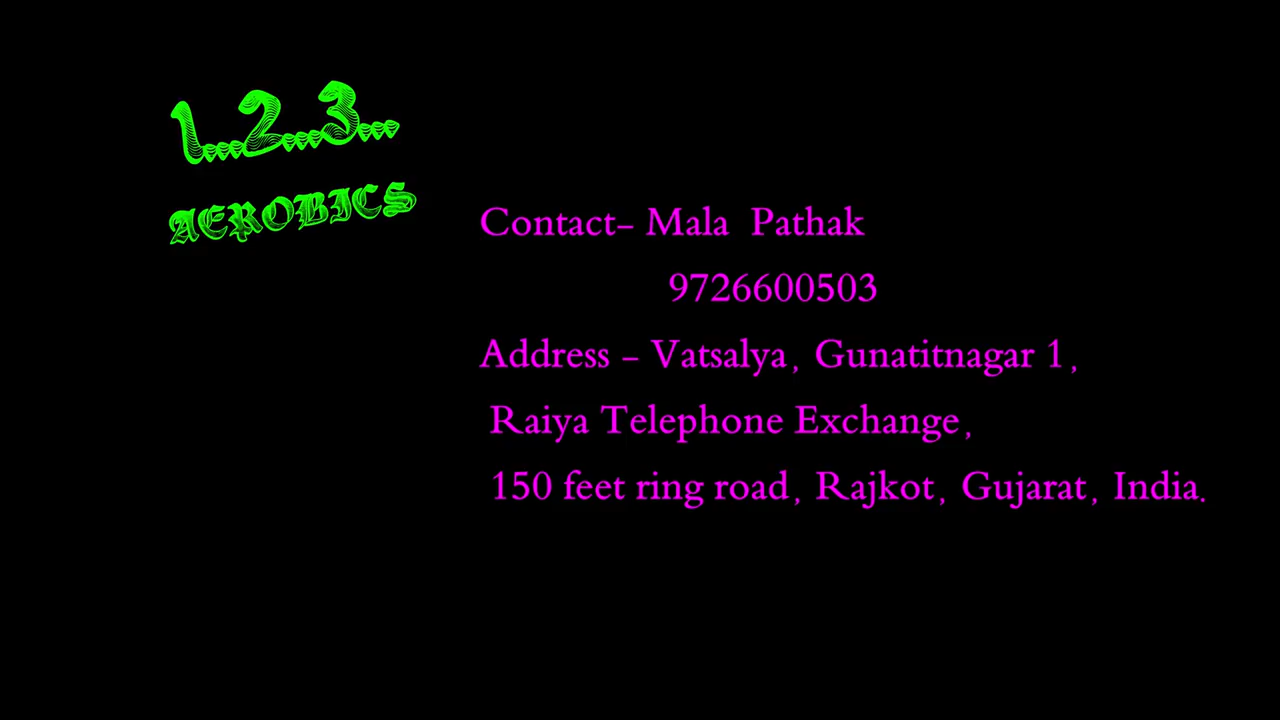 1...2...3...
AEROBICS
Contact- Mala Pathak
9726600503
Address - Vatsalya, Gunatitnagar 1,
Raiya Telephone Exchange,
150 feet ring road, Rajkot, Gujarat, India.